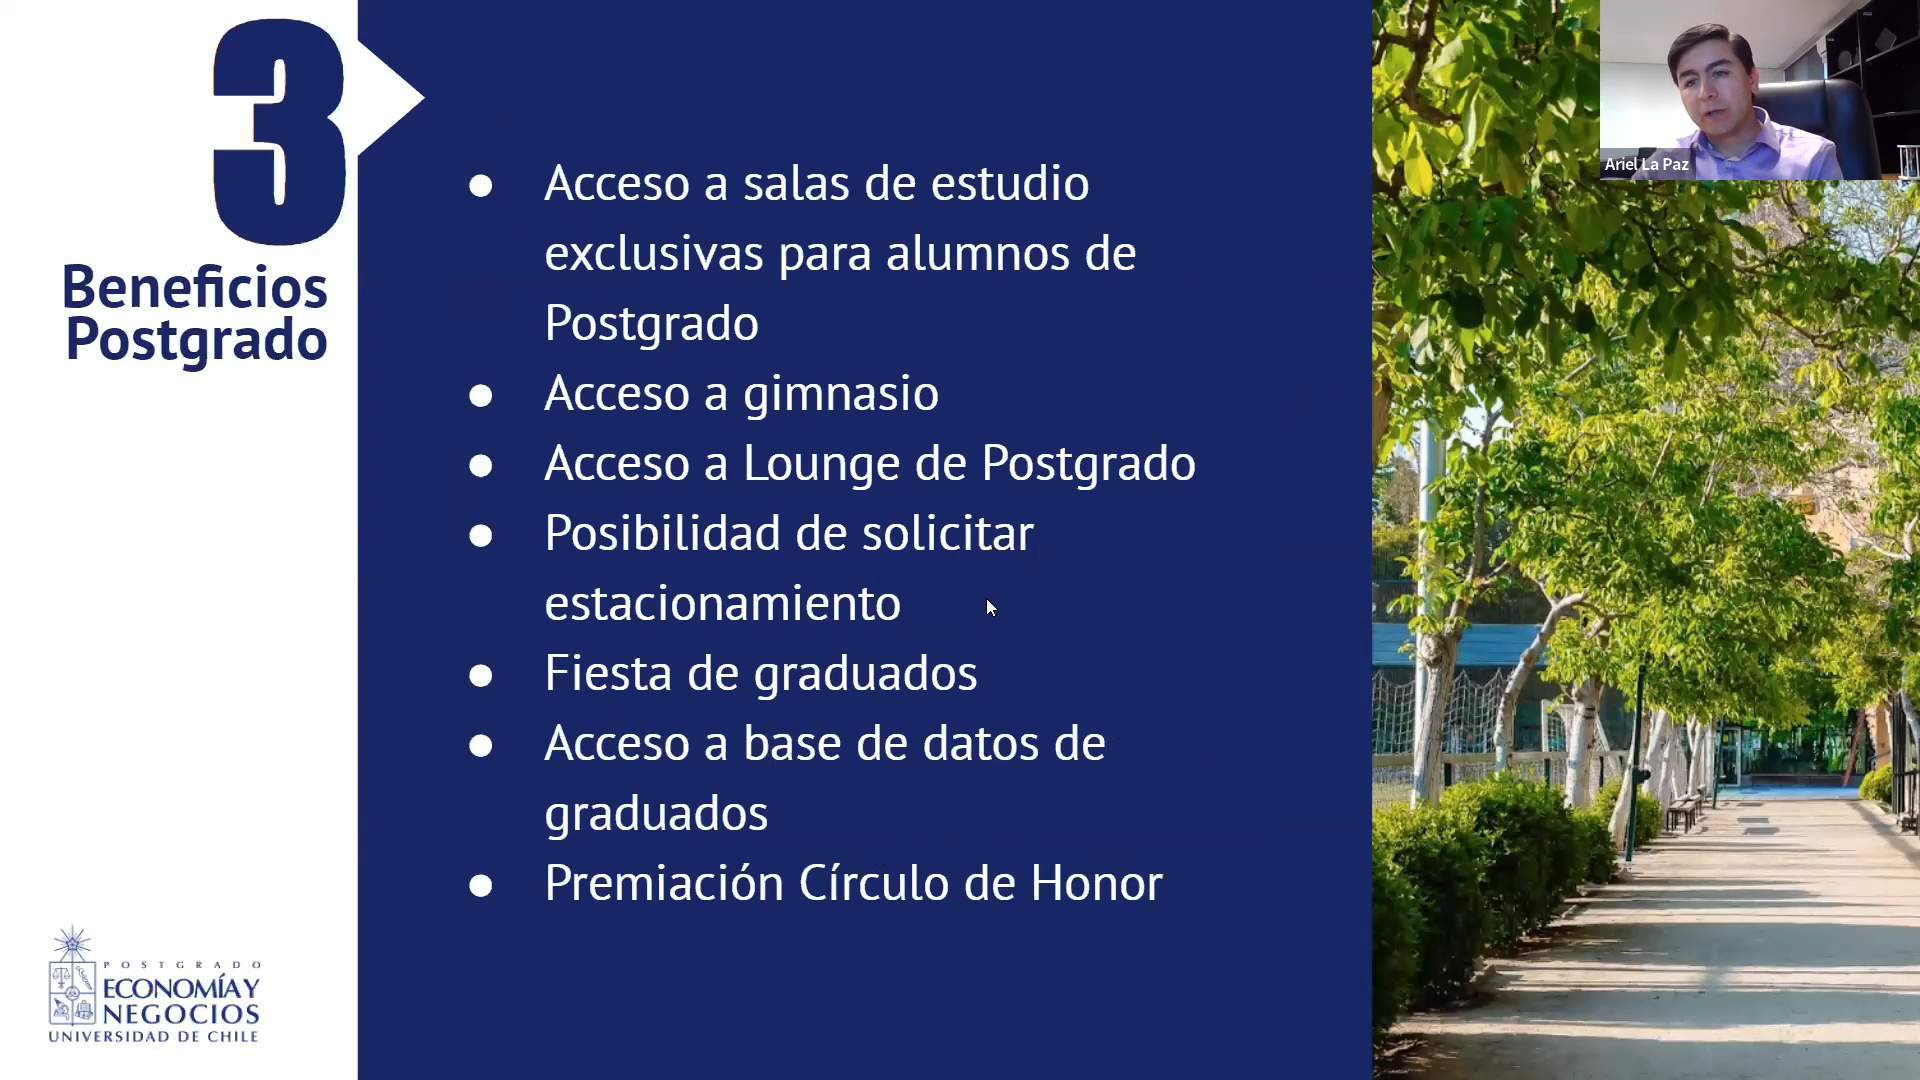 3
Beneficios
Postgrado
● Acceso a salas de estudio
exclusivas para alumnos de
Postgrado
● Acceso a gimnasio
● Acceso a Lounge de Postgrado
● Posibilidad de solicitar
estacionamiento
● Fiesta de graduados
● Acceso a base de datos de
graduados
● Premiación Círculo de Honor
Ariel La Paz
POSTGRADO
ECONOMÍA Y
NEGOCIOS
UNIVERSIDAD DE CHILE